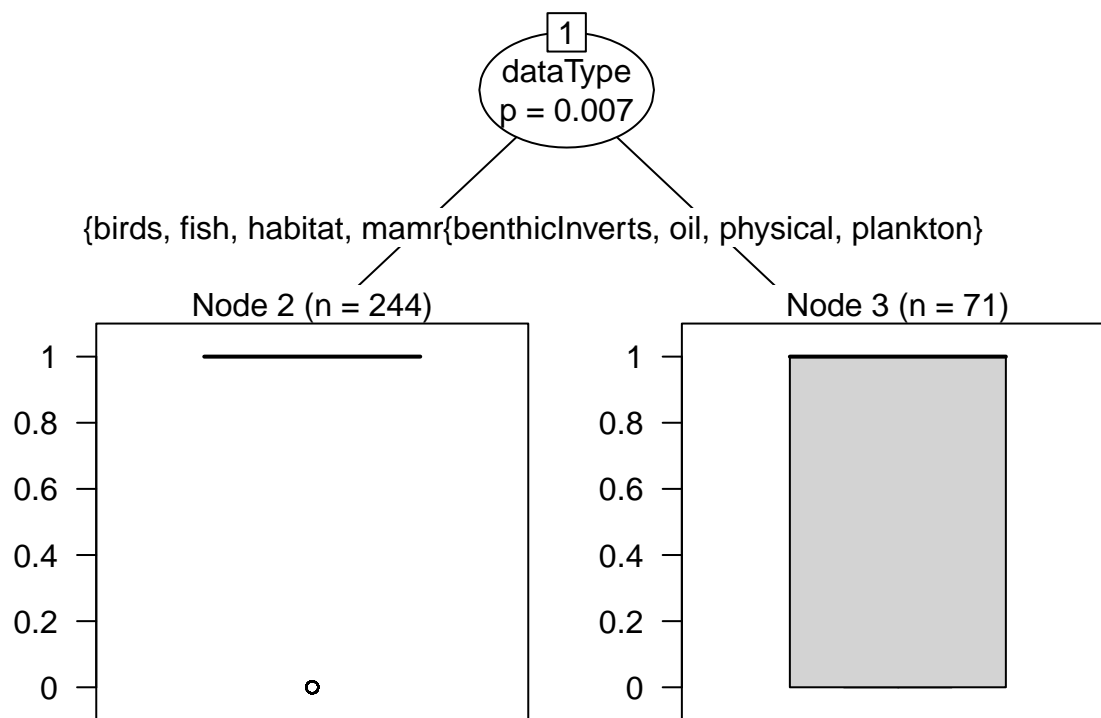 1
dataType
p = 0.007
{birds, fish, habitat, {benthicInverts, oil, physical, plankton}
Node 2 (n = 244)
Node 3 (n = 71)
1
0.8
0.6
0.4
0.2
0
1
0.8
0.6
0.4
0.2
0